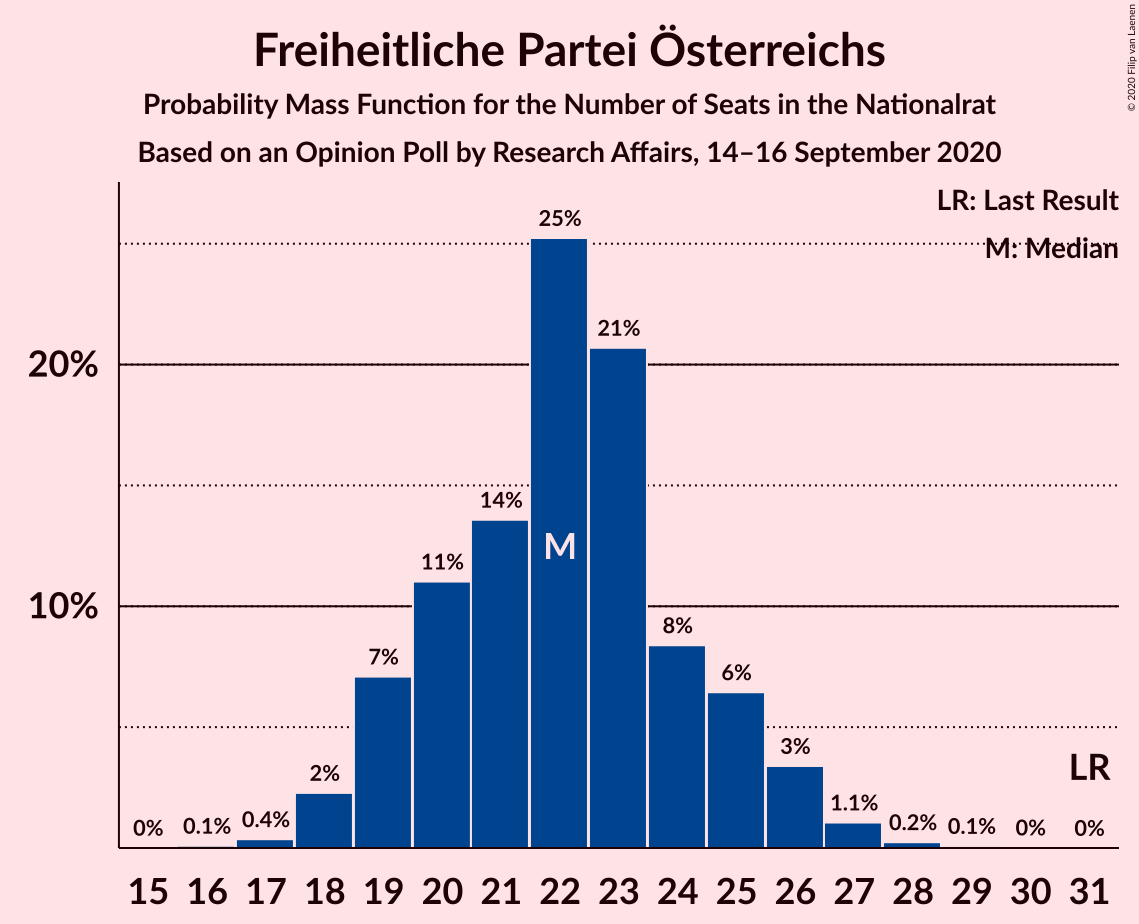 Freiheitliche Partei Österreichs
Probability Mass Function for the Number of Seats in the Nationalrat
Based on an Opinion Poll by Research Affairs, 14–16 September 2020
© 2020 Filip van Laenen
LR: Last Result
M: Median
25%
21%
20%
14%
M
11%
10%
8%
7%
6%
3%
LR
2%
1.1%
0% 0.1% 0.4% 0.2% 0.1% 0% 0%
15 16 17 18 19 20 21 22 23 24 25 26 27 28 29 30 31